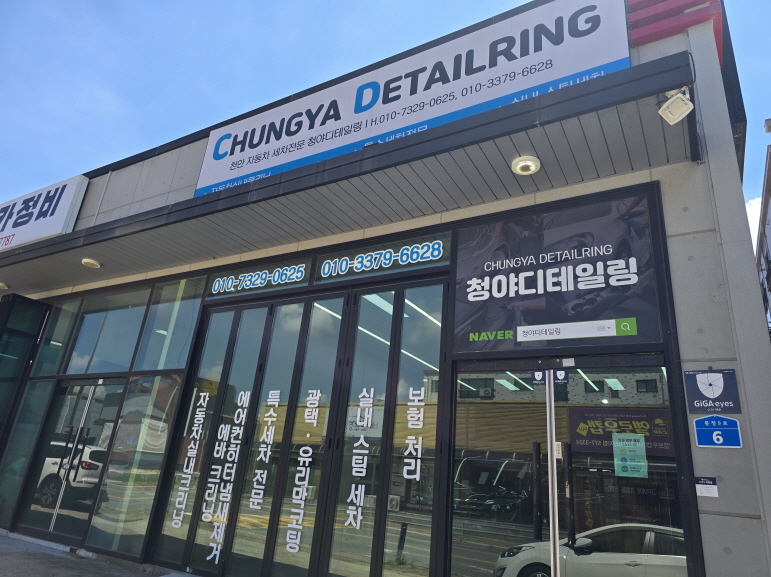 CHUNGYA DETAILRING
천안 자동차 세차전문 청야디테일링 I H.010-7329-0625, 010-3379-6628
카정비
7787
010-7329-0625
010-3379-6628
CHUNGYA DETAILRING
청야디테일링
NAVER 청야디테일링
자동차실내크리닝
에어컨히터냄새제거
에바 크리닝
특수세차 전문
광택·유리막코팅
실내 스팀 세차
보험 처리
GiGA eyes
6